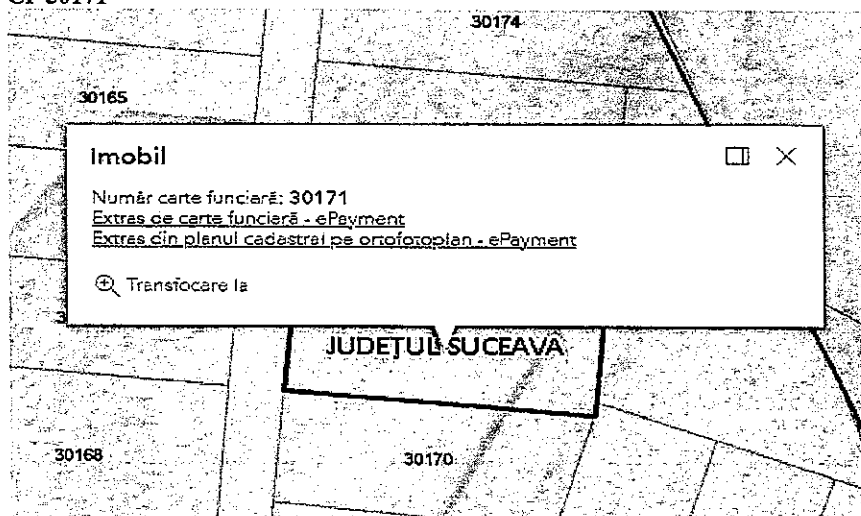 CF 30171
30174
30165
Imobil
Număr carte funciară: 30171
Extras de carte funciară - ePayment
Extras din planul cadastral pe ortofotoplan - ePayment
Transfocare la
JUDEȚUL SUCEAVA
30168
30170